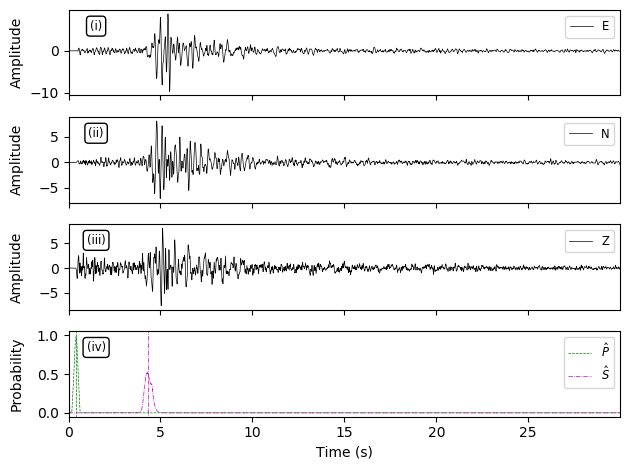 (i)
E
Amplitude
0
−10
(ii)
N
Amplitude
5
0
−5
(iii)
Z
Amplitude
5
0
−5
(iv)
P̂
Ŝ
Probability
1.0
0.5
0.0
0 5 10 15 20 25
Time (s)